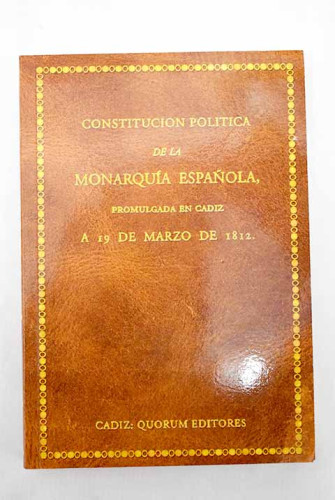 CONSTITUCION POLITICA
DE LA
MONARQUÍA ESPAÑOLA,
PROMULGADA EN CADIZ
A 19 DE MARZO DE 1812.
CADIZ: QUORUM EDITORES